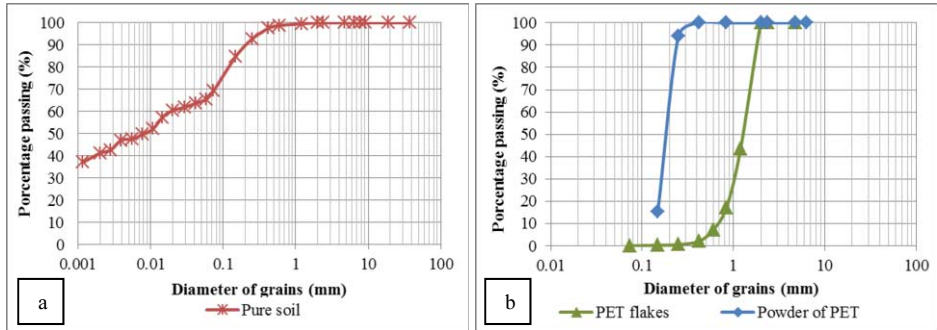 Porcentage passing (%)
100
90
80
70
60
50
40
30
20
10
0
0.001 0.01 0.1 1 10 100
Diameter of grains (mm)
Pure soil
a
Porcentage passing (%)
100
90
80
70
60
50
40
30
20
10
0
0.01 0.1 1 10 100
Diameter of grains (mm)
PET flakes Powder of PET
b